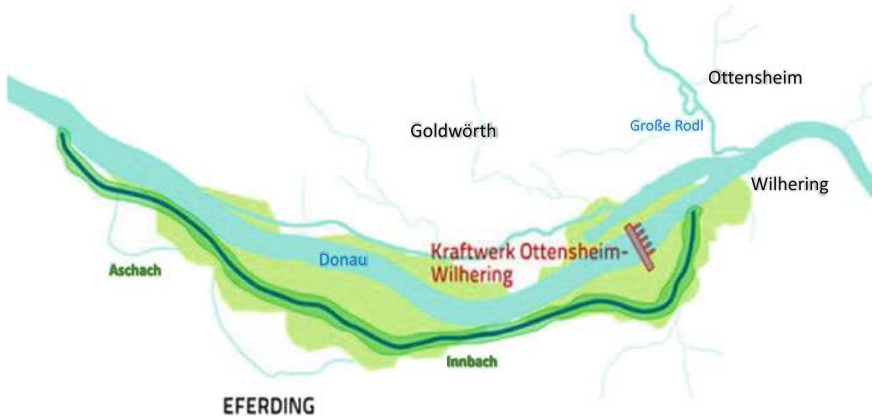 Ottensheim
Goldwörth
Große Rodl
Wilhering
Donau
Kraftwerk Ottensheim-
Wilhering
Aschach
Innbach
EFERDING